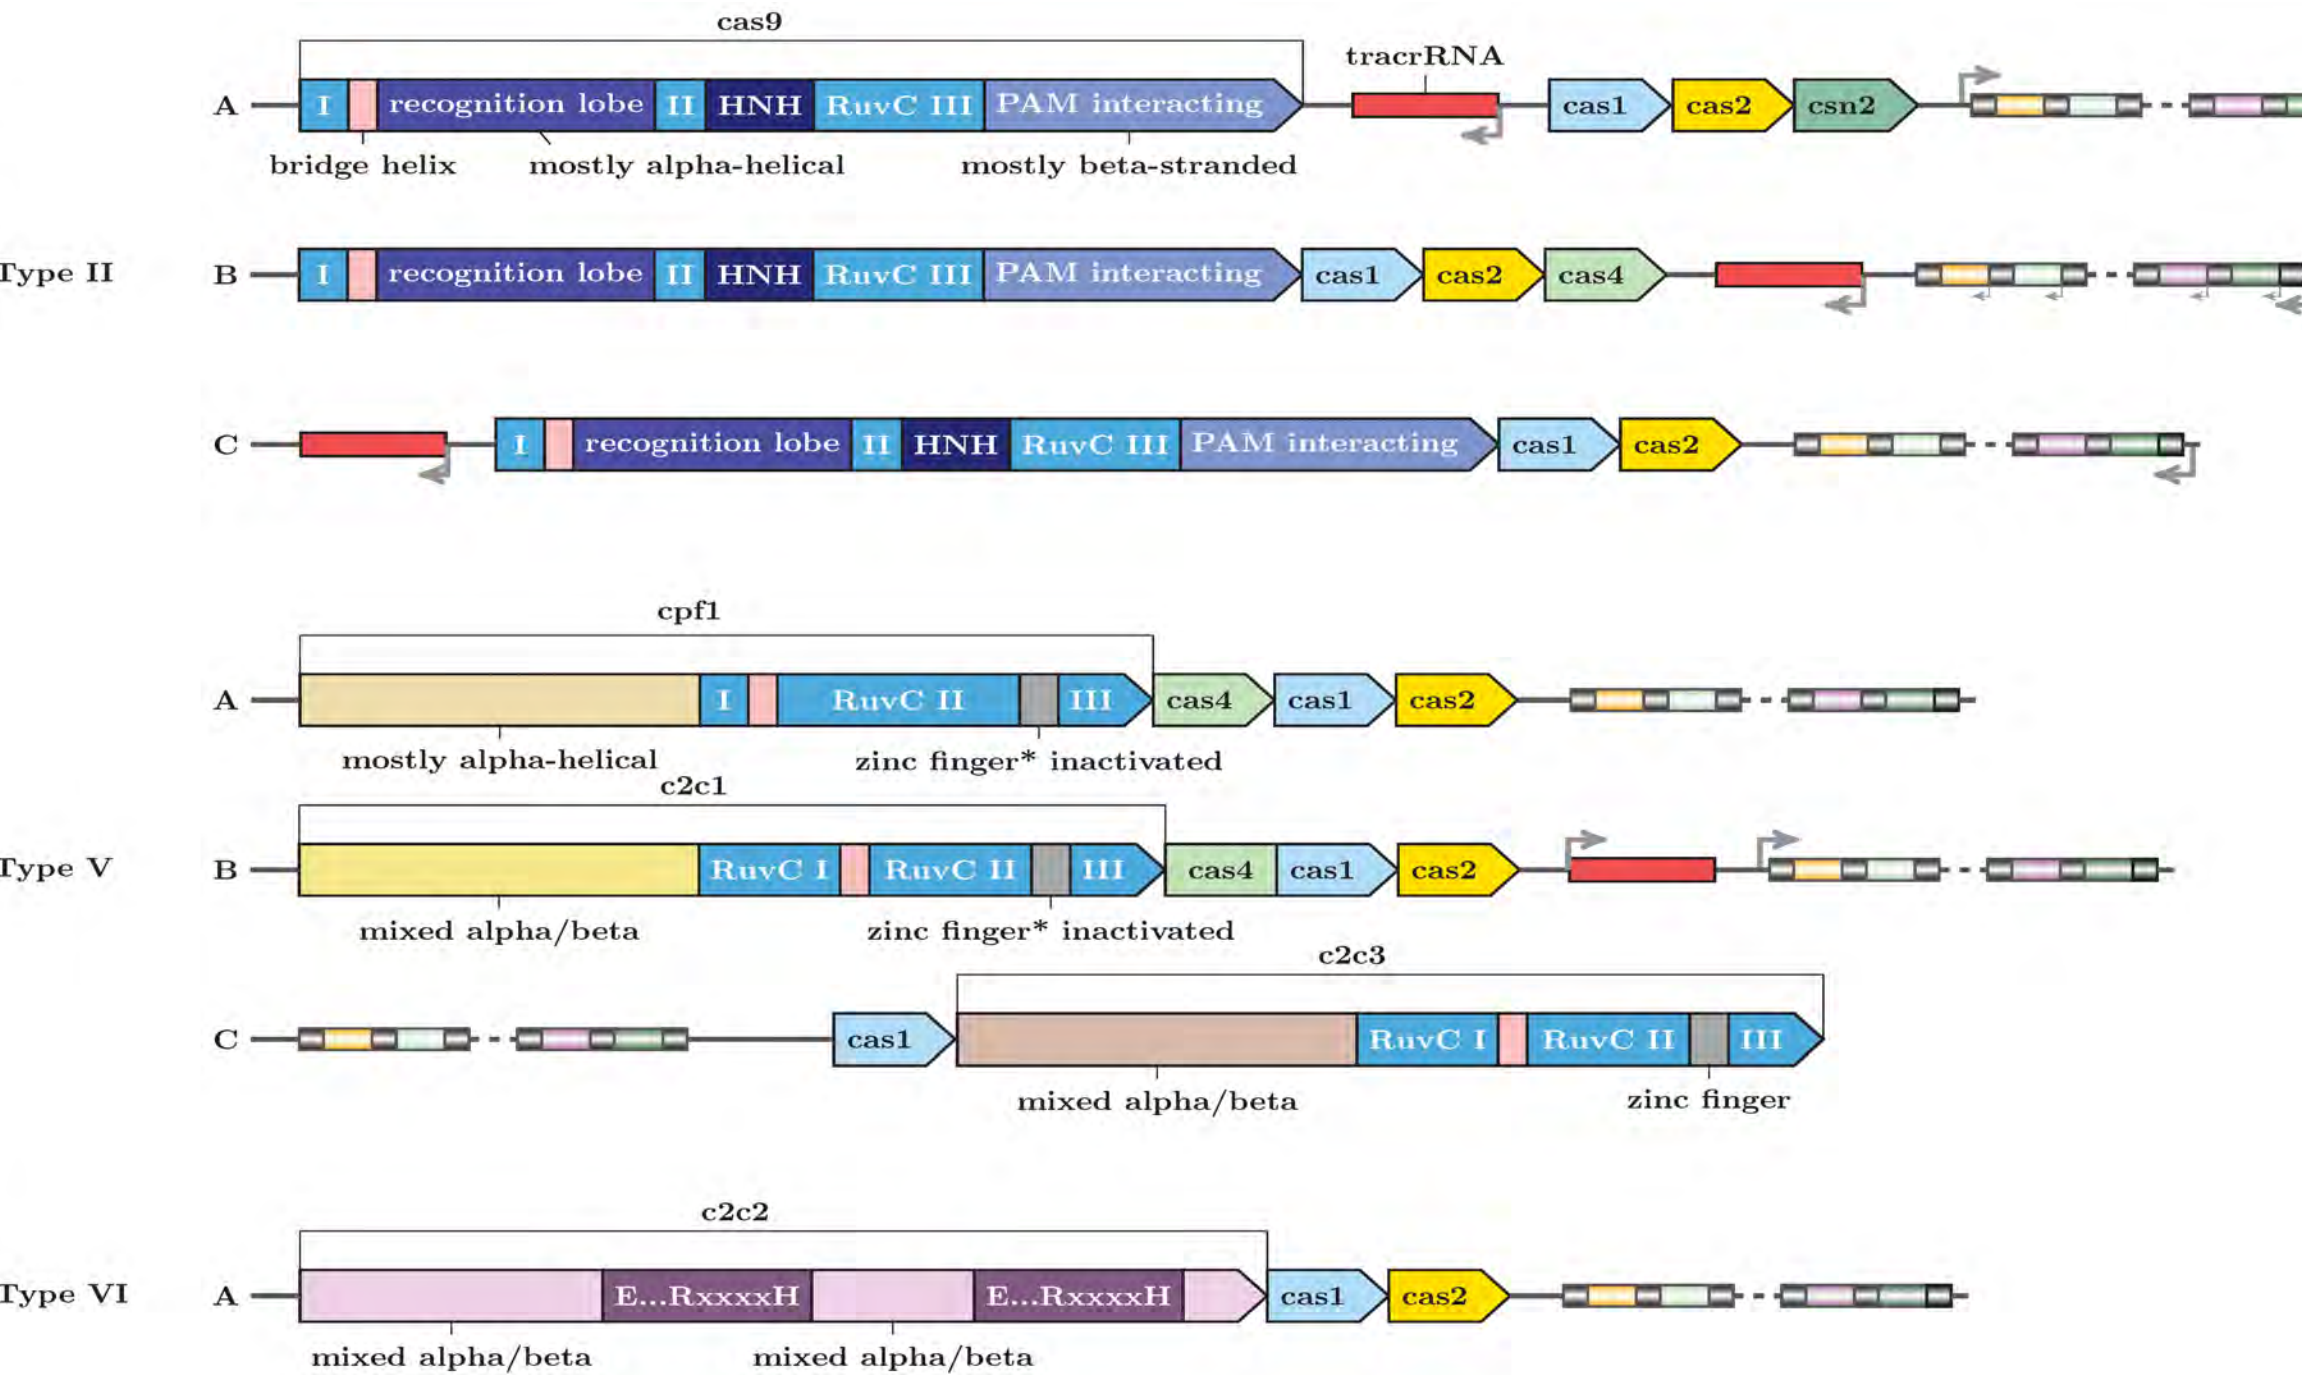 cas9
tracrRNA
A I recognition lobe II HNH RuvC III PAM interacting cas1 cas2 csn2
bridge helix mostly alpha-helical mostly beta-stranded
Type II B I recognition lobe II HNH RuvC III PAM interacting cas1 cas2 cas4
C I recognition lobe II HNH RuvC III PAM interacting cas1 cas2
cpf1
A I RuvC II III cas4 cas1 cas2
mostly alpha-helical zinc finger* inactivated
c2c1
Type V B RuvC I RuvC II III cas4 cas1 cas2
mixed alpha/beta zinc finger* inactivated
c2c3
C cas1 RuvC I RuvC II III
mixed alpha/beta zinc finger
c2c2
Type VI A E...RxxxxH E...RxxxxH cas1 cas2
mixed alpha/beta mixed alpha/beta